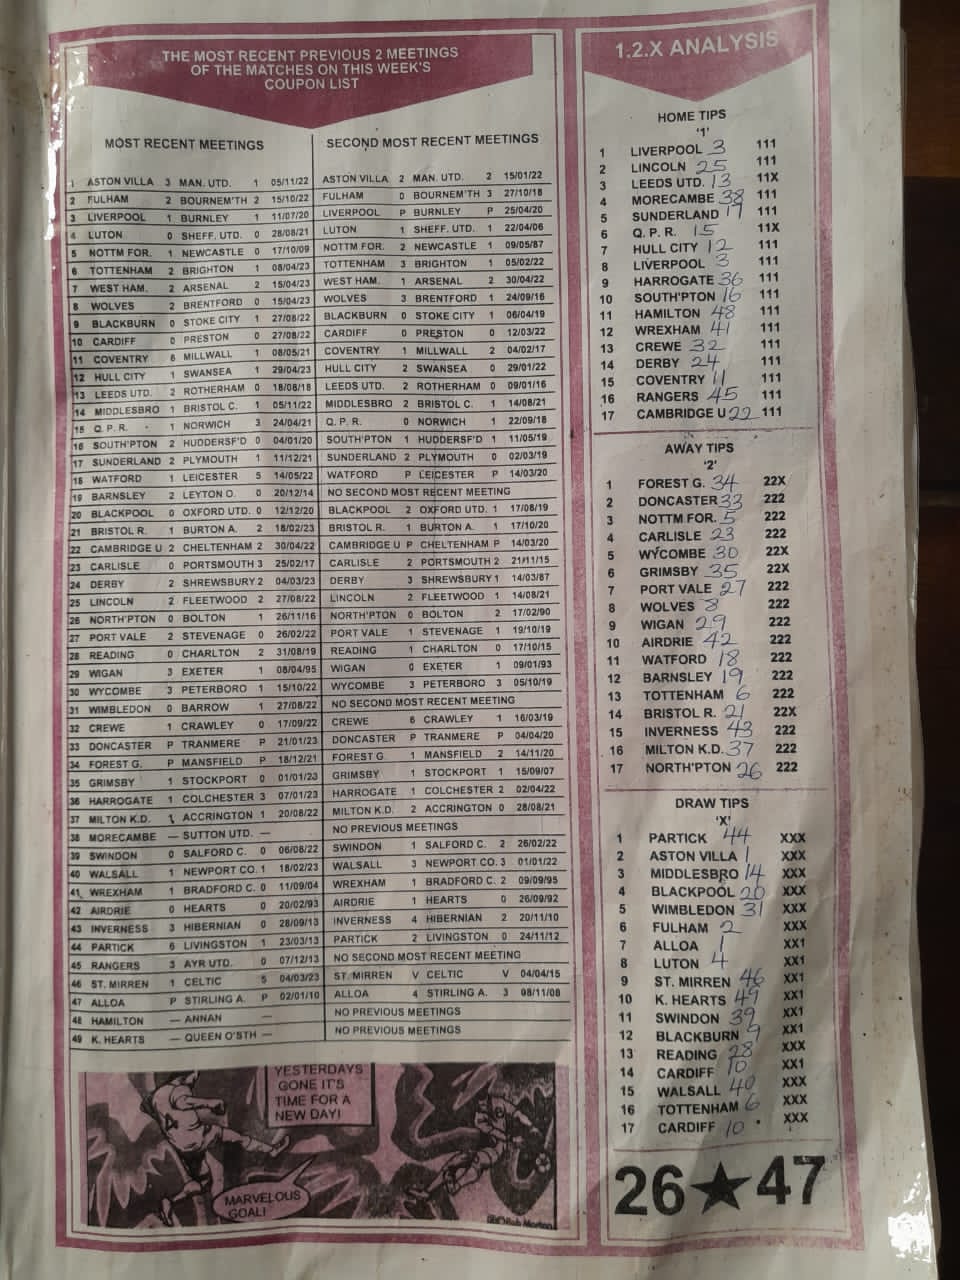 THE MOST RECENT PREVIOUS 2 MEETINGS
OF THE MATCHES ON THIS WEEK'S
COUPON LIST
MOST RECENT MEETINGS SECOND MOST RECENT MEETINGS
1 ASTON VILLA 3 MAN. UTD. 1 05/11/22 ASTON VILLA 2 MAN. UTD. 2 15/01/22
2 FULHAM 2 BOURNEM'TH 2 15/10/22 FULHAM 0 BOURNEM'TH 3 27/10/18
3 LIVERPOOL 1 BURNLEY 1 11/07/20 LIVERPOOL P BURNLEY P 25/04/20
4 LUTON 0 SHEFF. UTD. 0 28/08/21 LUTON 1 SHEFF. UTD. 1 22/04/06
5 NOTTM FOR. 1 NEWCASTLE 0 17/10/09 NOTTM FOR. 2 NEWCASTLE 1 09/05/87
6 TOTTENHAM 2 BRIGHTON 1 08/04/23 TOTTENHAM 3 BRIGHTON 1 05/02/22
7 WEST HAM. 2 ARSENAL 2 15/04/23 WEST HAM. 1 ARSENAL 2 30/04/22
8 WOLVES 2 BRENTFORD 0 15/04/23 WOLVES 3 BRENTFORD 1 24/09/16
9 BLACKBURN 0 STOKE CITY 1 27/08/22 BLACKBURN 0 STOKE CITY 1 06/04/19
10 CARDIFF 0 PRESTON 0 27/08/22 CARDIFF 0 PRESTON 0 12/03/22
11 COVENTRY 6 MILLWALL 1 08/05/21 COVENTRY 1 MILLWALL 2 04/02/17
12 HULL CITY 1 SWANSEA 1 29/04/23 HULL CITY 2 SWANSEA 0 29/01/22
13 LEEDS UTD. 2 ROTHERHAM 0 18/08/18 LEEDS UTD. 2 ROTHERHAM 0 09/01/16
14 MIDDLESBRO 1 BRISTOL C. 1 05/11/22 MIDDLESBRO 2 BRISTOL C. 1 14/08/21
15 Q. P. R. 1 NORWICH 3 24/04/21 Q. P. R. 0 NORWICH 1 22/09/18
16 SOUTH'PTON 2 HUDDERSF'D 0 04/01/20 SOUTH'PTON 1 HUDDERSF'D 1 11/05/19
17 SUNDERLAND 2 PLYMOUTH 1 11/12/21 SUNDERLAND 2 PLYMOUTH 0 02/03/19
18 WATFORD 1 LEICESTER 5 14/05/22 WATFORD P LEICESTER P 14/03/20
19 BARNSLEY 2 LEYTON O. 0 20/12/14 NO SECOND MOST RECENT MEETING
20 BLACKPOOL 0 OXFORD UTD. 0 12/12/20 BLACKPOOL 2 OXFORD UTD. 1 17/08/19
21 BRISTOL R. 1 BURTON A. 2 18/02/23 BRISTOL R. 1 BURTON A. 1 17/10/20
22 CAMBRIDGE U 2 CHELTENHAM 2 30/04/22 CAMBRIDGE U P CHELTENHAM P 14/03/20
23 CARLISLE 0 PORTSMOUTH 3 25/02/17 CARLISLE 2 PORTSMOUTH 2 21/11/15
24 DERBY 2 SHREWSBURY 2 04/03/23 DERBY 3 SHREWSBURY 1 14/03/87
25 LINCOLN 2 FLEETWOOD 2 27/08/22 LINCOLN 2 FLEETWOOD 1 14/08/21
26 NORTH'PTON 0 BOLTON 1 26/11/16 NORTH'PTON 0 BOLTON 2 17/02/90
27 PORT VALE 2 STEVENAGE 0 26/02/22 PORT VALE 1 STEVENAGE 1 19/10/19
28 READING 0 CHARLTON 2 31/08/19 READING 1 CHARLTON 0 17/10/15
29 WIGAN 3 EXETER 1 08/04/95 WIGAN 0 EXETER 1 09/01/93
30 WYCOMBE 3 PETERBORO 1 15/10/22 WYCOMBE 3 PETERBORO 3 05/10/19
31 WIMBLEDON 0 BARROW 1 27/08/22 NO SECOND MOST RECENT MEETING
32 CREWE 1 CRAWLEY 0 17/09/22 CREWE 6 CRAWLEY 1 16/03/19
33 DONCASTER P TRANMERE P 21/01/23 DONCASTER P TRANMERE P 04/04/20
34 FOREST G. P MANSFIELD P 18/12/21 FOREST G. 1 MANSFIELD 2 14/11/20
35 GRIMSBY 1 STOCKPORT 0 01/01/23 GRIMSBY 1 STOCKPORT 1 15/09/07
36 HARROGATE 1 COLCHESTER 3 07/01/23 HARROGATE 1 COLCHESTER 2 02/04/22
37 MILTON K.D. 1 ACCRINGTON 1 20/08/22 MILTON K.D. 2 ACCRINGTON 0 28/08/21
38 MORECAMBE — SUTTON UTD. — NO PREVIOUS MEETINGS
39 SWINDON 0 SALFORD C. 0 06/08/22 SWINDON 1 SALFORD C. 2 26/02/22
40 WALSALL 1 NEWPORT CO. 1 18/02/23 WALSALL 3 NEWPORT CO. 3 01/01/22
41 WREXHAM 1 BRADFORD C. 0 11/09/04 WREXHAM 1 BRADFORD C. 2 09/09/95
42 AIRDRIE 0 HEARTS 0 20/02/93 AIRDRIE 1 HEARTS 0 26/09/92
43 INVERNESS 3 HIBERNIAN 0 28/09/13 INVERNESS 4 HIBERNIAN 2 20/11/10
44 PARTICK 6 LIVINGSTON 1 23/03/13 PARTICK 2 LIVINGSTON 0 24/11/12
45 RANGERS 3 AYR UTD. 0 07/12/13 NO SECOND MOST RECENT MEETING
46 ST. MIRREN 1 CELTIC 5 04/03/23 ST. MIRREN V CELTIC V 04/04/15
47 ALLOA P STIRLING A. P 02/01/10 ALLOA 4 STIRLING A. 3 08/11/08
48 HAMILTON — ANNAN — NO PREVIOUS MEETINGS
49 K. HEARTS — QUEEN O'STH — NO PREVIOUS MEETINGS
YESTERDAYS
GONE IT'S
TIME FOR A
NEW DAY!
MARVELOUS
GOAL!
1.2.X ANALYSIS
HOME TIPS
'1'
1 LIVERPOOL 3 111
2 LINCOLN 25 111
3 LEEDS UTD. 13 11X
4 MORECAMBE 38 111
5 SUNDERLAND 17 111
6 Q. P. R. 15 11X
7 HULL CITY 12 111
8 LIVERPOOL 3 111
9 HARROGATE 36 111
10 SOUTH'PTON 16 111
11 HAMILTON 48 111
12 WREXHAM 41 111
13 CREWE 32 111
14 DERBY 24 111
15 COVENTRY 11 111
16 RANGERS 45 111
17 CAMBRIDGE U 22 111
AWAY TIPS
'2'
1 FOREST G. 34 22X
2 DONCASTER 33 222
3 NOTTM FOR. 5 222
4 CARLISLE 23 222
5 WYCOMBE 30 22X
6 GRIMSBY 35 22X
7 PORT VALE 27 222
8 WOLVES 8 222
9 WIGAN 29 222
10 AIRDRIE 42 222
11 WATFORD 18 222
12 BARNSLEY 19 222
13 TOTTENHAM 6 222
14 BRISTOL R. 21 22X
15 INVERNESS 43 222
16 MILTON K.D. 37 222
17 NORTH'PTON 26 222
DRAW TIPS
'X'
1 PARTICK 44 XXX
2 ASTON VILLA 1 XXX
3 MIDDLESBRO 14 XXX
4 BLACKPOOL 20 XXX
5 WIMBLEDON 31 XXX
6 FULHAM 2 XXX
7 ALLOA 1 XX1
8 LUTON 4 XX1
9 ST. MIRREN 46 XX1
10 K. HEARTS 49 XX1
11 SWINDON 39 XX1
12 BLACKBURN 9 XX1
13 READING 28 XXX
14 CARDIFF 10 XX1
15 WALSALL 40 XXX
16 TOTTENHAM 6 XXX
17 CARDIFF 10 XXX
26★47